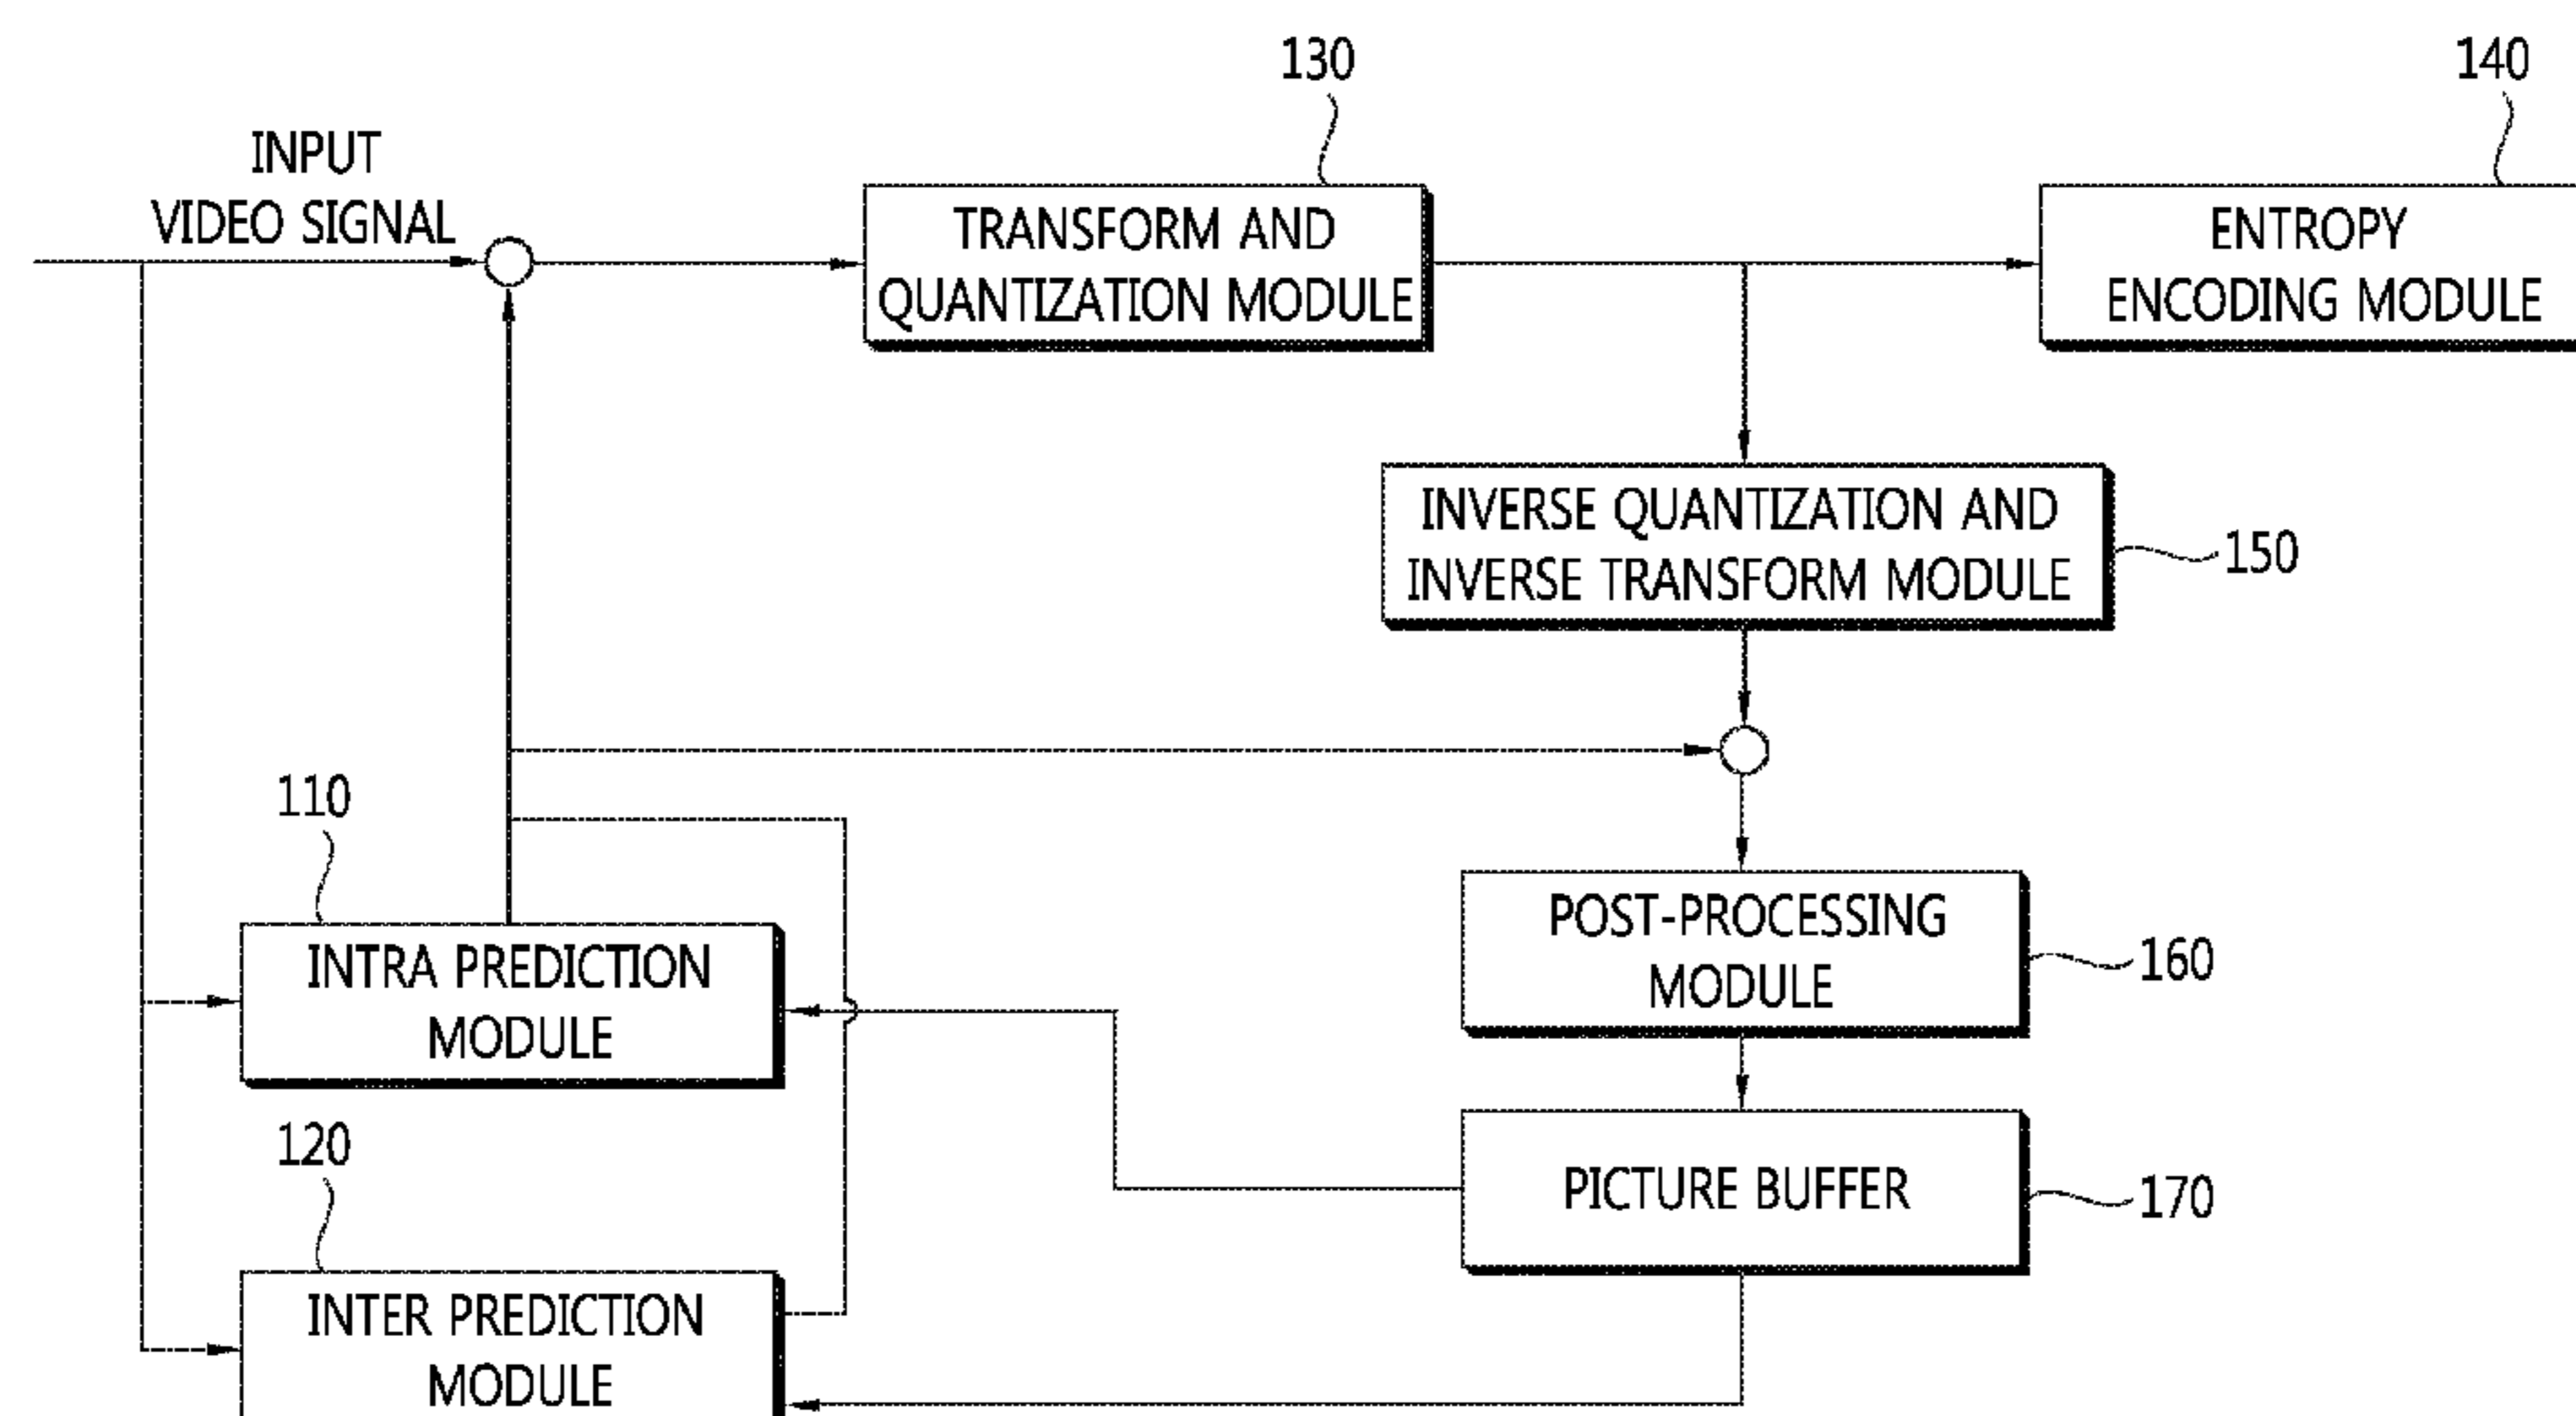 130
140
INPUT
VIDEO SIGNAL
TRANSFORM AND
QUANTIZATION MODULE
ENTROPY
ENCODING MODULE
INVERSE QUANTIZATION AND
INVERSE TRANSFORM MODULE
150
110
INTRA PREDICTION
MODULE
POST-PROCESSING
MODULE
160
120
INTER PREDICTION
MODULE
PICTURE BUFFER
170